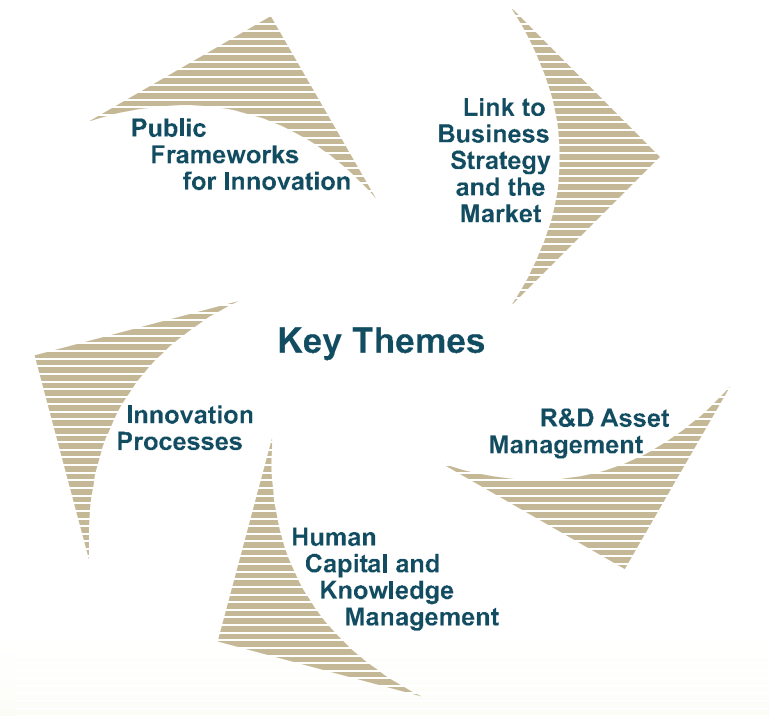 Public
Frameworks
for Innovation
Link to
Business
Strategy
and the
Market
Key Themes
Innovation
Processes
R&D Asset
Management
Human
Capital and
Knowledge
Management